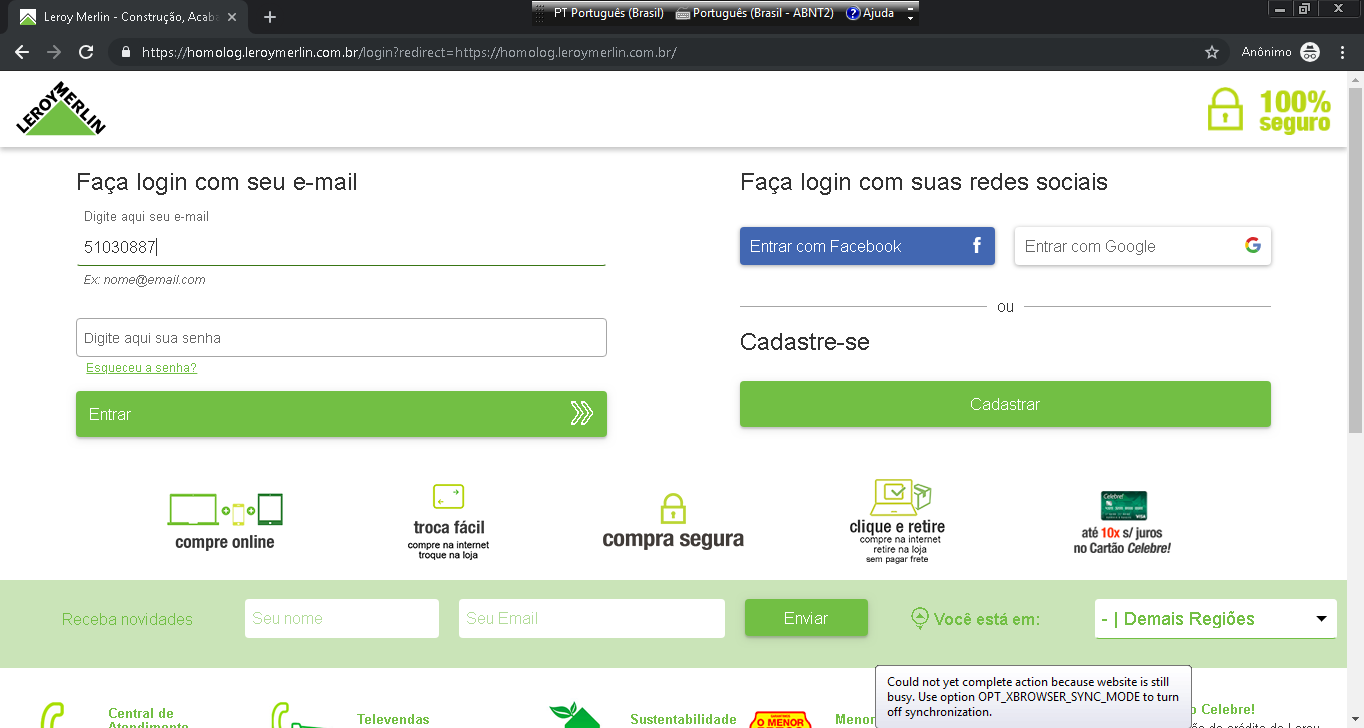 Leroy Merlin - Construção, Acaba
PT Português (Brasil) Português (Brasil - ABNT2) Ajuda
https://homolog.leroymerlin.com.br/login?redirect=https://homolog.leroymerlin.com.br/
Anônimo
LEROY MERLIN
100%
seguro
Faça login com seu e-mail
Digite aqui seu e-mail
51030887
Ex: nome@email.com
Digite aqui sua senha
Esqueceu a senha?
Entrar
Faça login com suas redes sociais
Entrar com Facebook
Entrar com Google
ou
Cadastre-se
Cadastrar
compre online
troca fácil
compre na internet
troque na loja
compra segura
clique e retire
compre na internet
retire na loja
sem pagar frete
Celebre!
VISA
até 10x s/ juros
no Cartão Celebre!
Receba novidades
Seu nome
Seu Email
Enviar
Você está em:
- | Demais Regiões
Could not yet complete action because website is still
busy. Use option OPT_XBROWSER_SYNC_MODE to turn
off synchronization.
Central de
Atendimento
Televendas
Sustentabilidade
O MENOR
Menor
o Celebre!
de crédito do Leroy